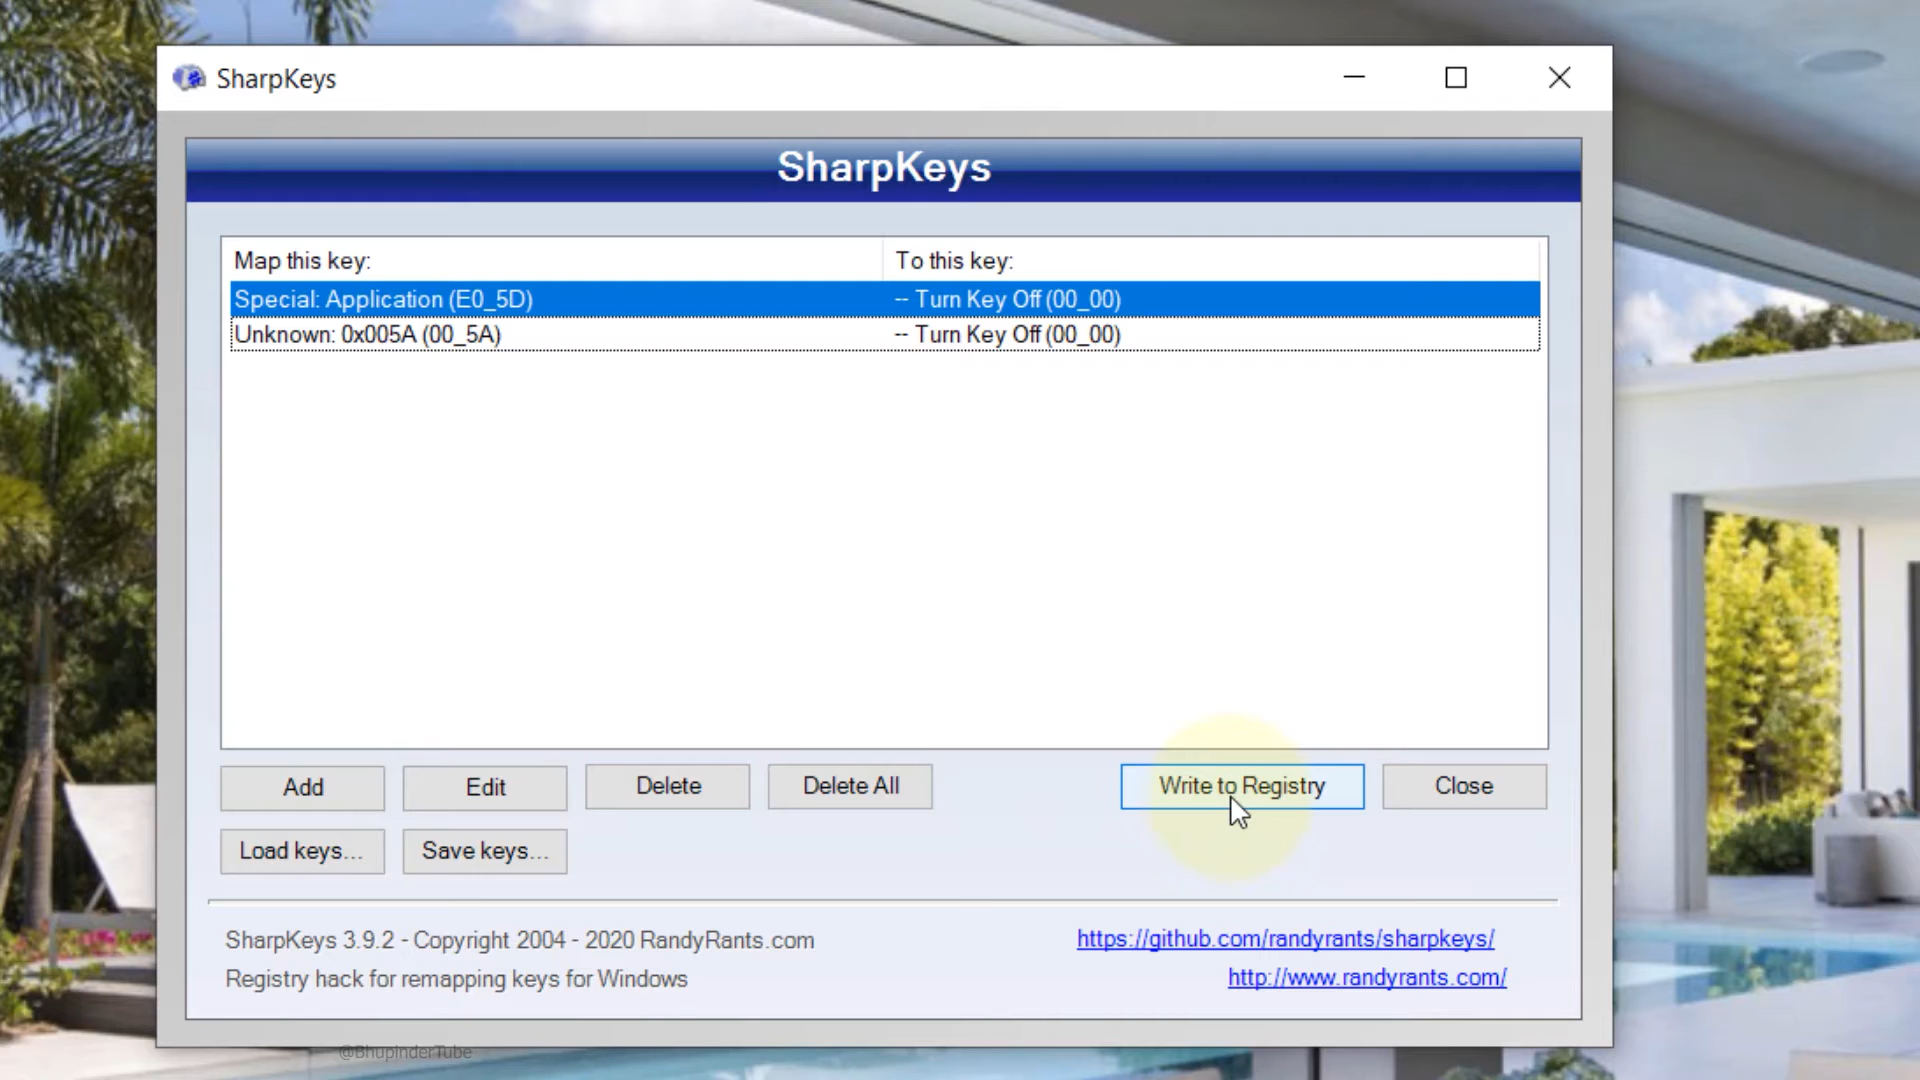 SharpKeys
SharpKeys
Map this key: To this key:
Special: Application (E0_5D) -- Turn Key Off (00_00)
Unknown: 0x005A (00_5A) -- Turn Key Off (00_00)
Add Edit Delete Delete All Write to Registry Close
Load keys... Save keys...
SharpKeys 3.9.2 - Copyright 2004 - 2020 RandyRants.com https://github.com/randyrants/sharpkeys/
Registry hack for remapping keys for Windows http://www.randyrants.com/
@BhupinderTube